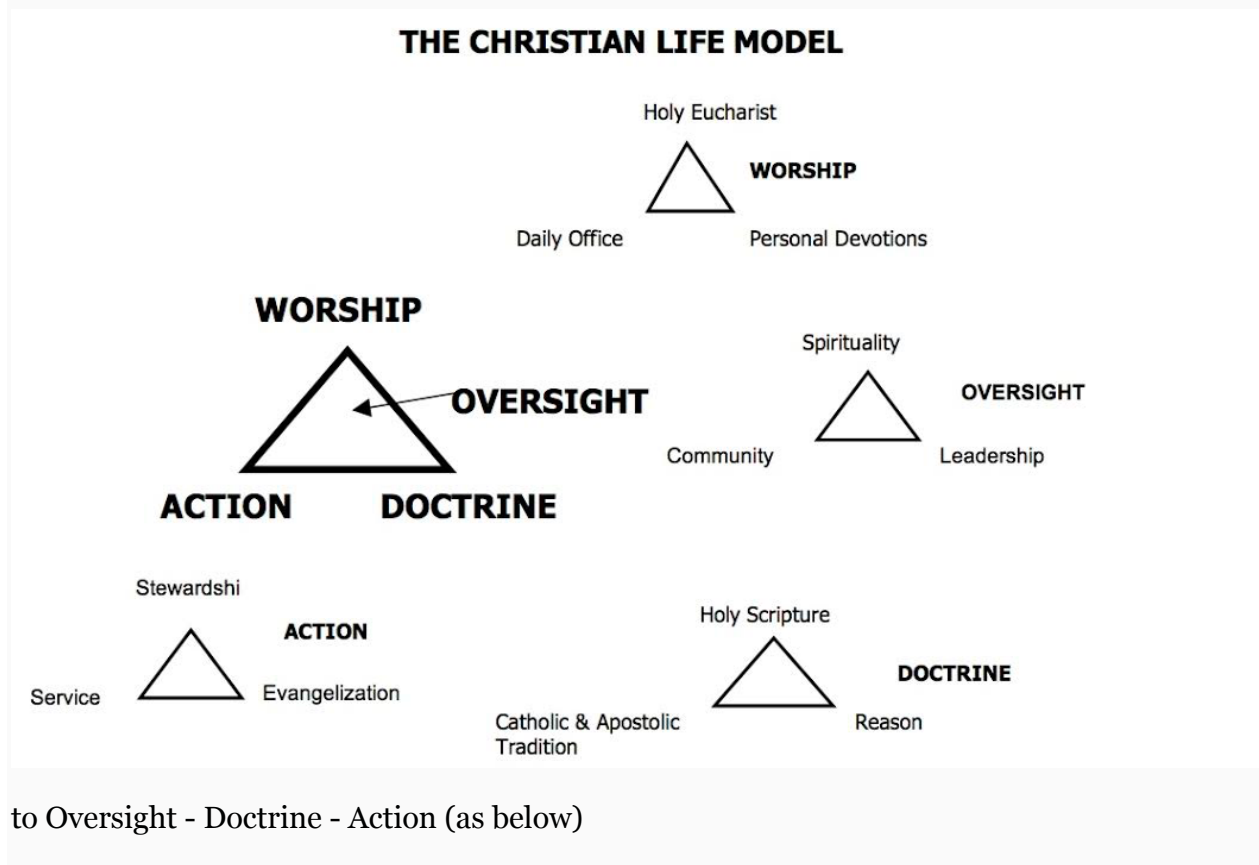 THE CHRISTIAN LIFE MODEL
Holy Eucharist
WORSHIP
Daily Office
Personal Devotions
WORSHIP
OVERSIGHT
ACTION
DOCTRINE
Spirituality
OVERSIGHT
Community
Leadership
Stewardshi
ACTION
Service
Evangelization
Holy Scripture
DOCTRINE
Catholic & Apostolic
Tradition
Reason
to Oversight - Doctrine - Action (as below)